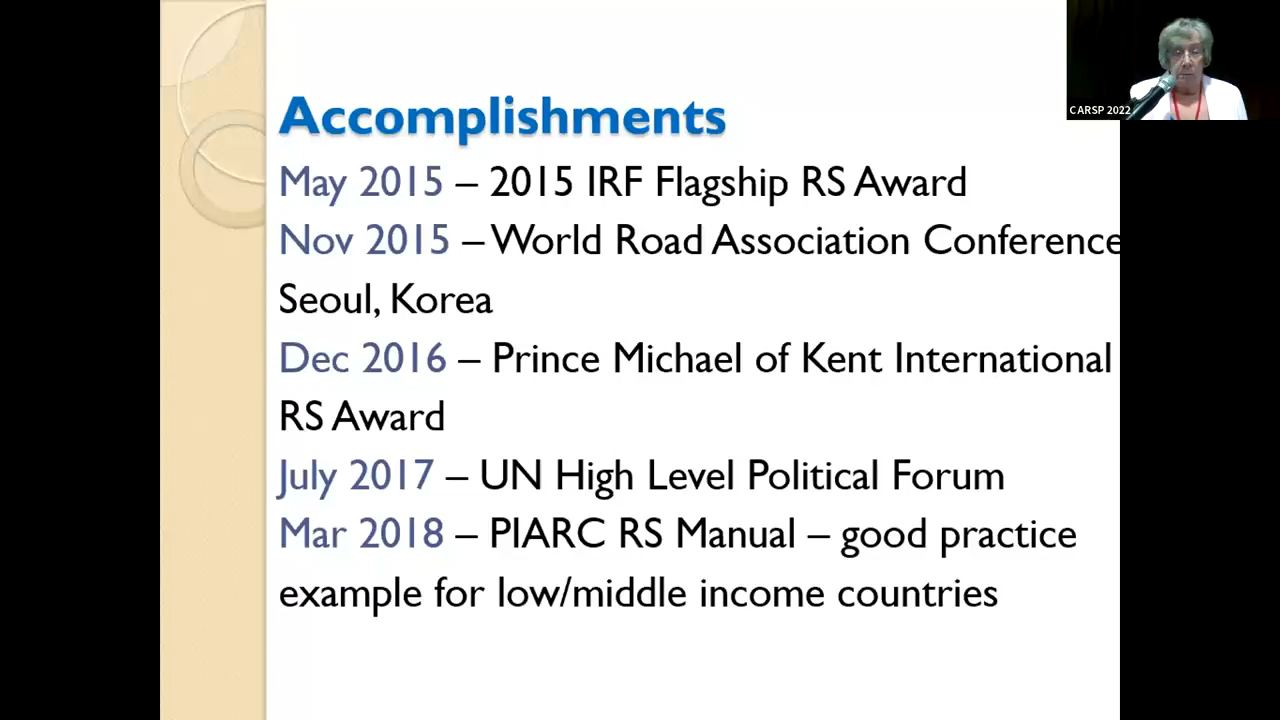 Accomplishments
May 2015 – 2015 IRF Flagship RS Award
Nov 2015 – World Road Association Conference
Seoul, Korea
Dec 2016 – Prince Michael of Kent International
RS Award
July 2017 – UN High Level Political Forum
Mar 2018 – PIARC RS Manual – good practice
example for low/middle income countries
CARSP 2022